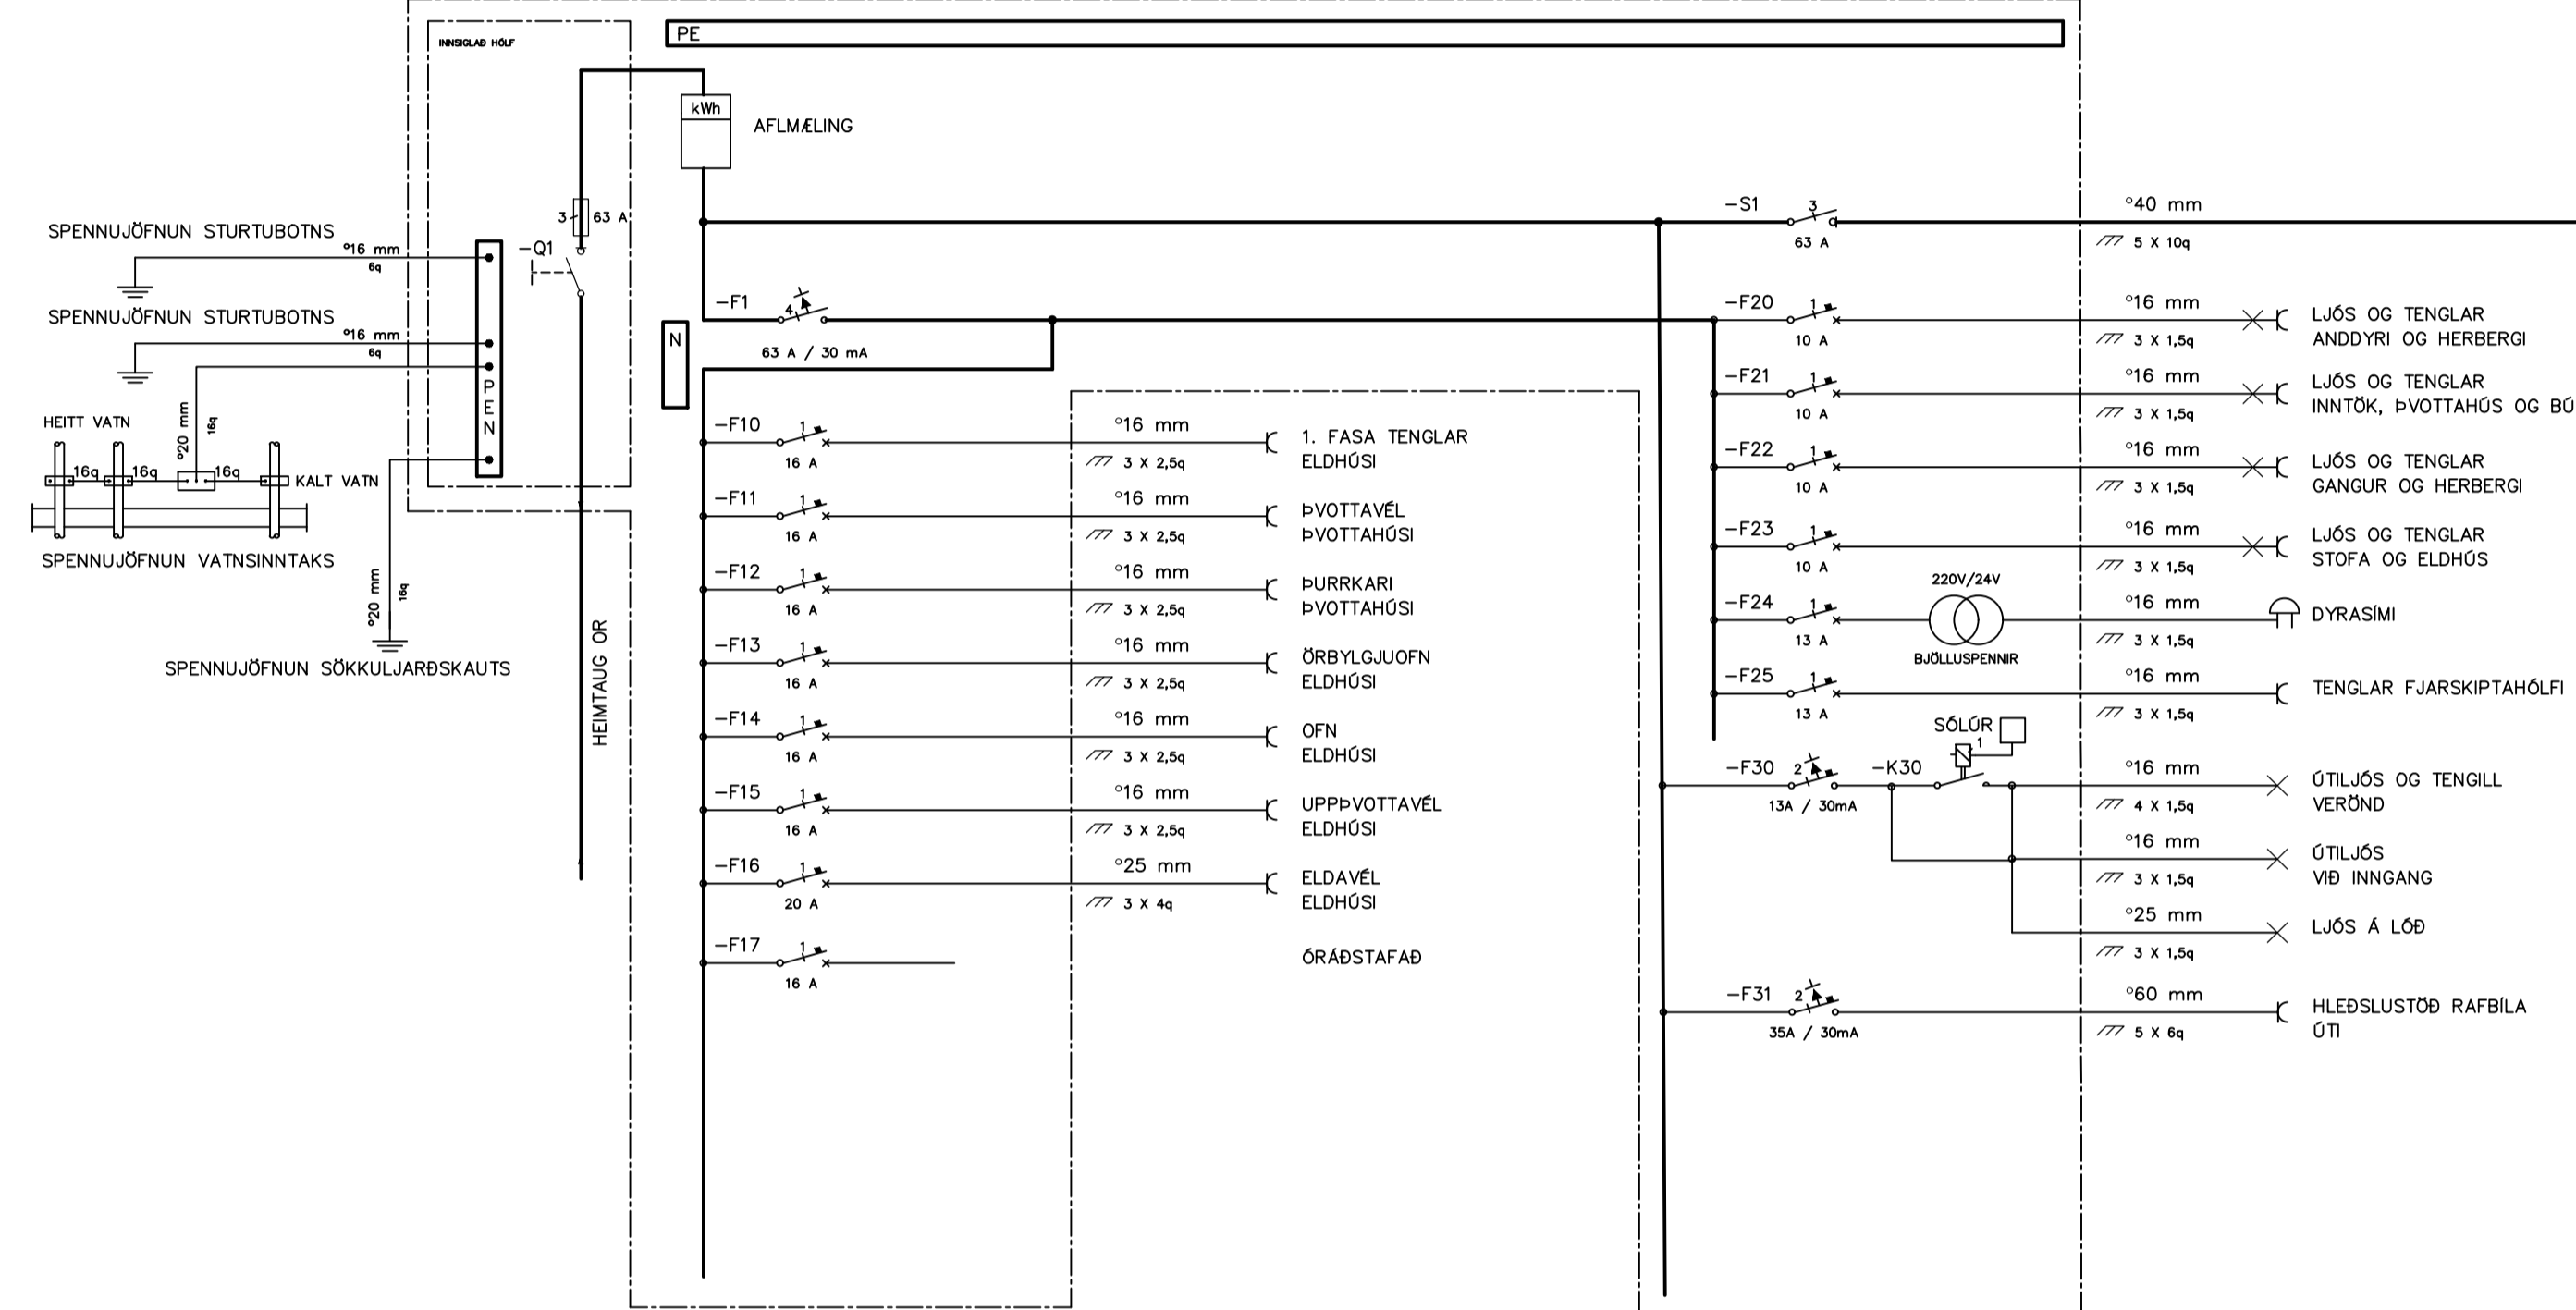 INNSIGLAÐ HÓLF
PE
kWh
AFLMÆLING
3
63 A
-Q1
SPENNUJÖFNUN STURTUBOTNS
°16 mm
6q
SPENNUJÖFNUN STURTUBOTNS
°16 mm
6q
PEN
HEITT VATN
°20 mm
16q
16q
16q
16q
KALT VATN
SPENNUJÖFNUN VATNSINNTAKS
°20 mm
16q
SPENNUJÖFNUN SÖKKULJARÐSKAUTS
HEIMTAUG OR
N
-F1
4
63 A / 30 mA
-F10
1
16 A
°16 mm
3 X 2,5q
1. FASA TENGLAR
ELDHÚSI
-F11
1
16 A
°16 mm
3 X 2,5q
ÞVOTTAVÉL
ÞVOTTAHÚSI
-F12
1
16 A
°16 mm
3 X 2,5q
ÞURRKARI
ÞVOTTAHÚSI
-F13
1
16 A
°16 mm
3 X 2,5q
ÖRBYLGJUOFN
ELDHÚSI
-F14
1
16 A
°16 mm
3 X 2,5q
OFN
ELDHÚSI
-F15
1
16 A
°16 mm
3 X 2,5q
UPPÞVOTTAVÉL
ELDHÚSI
-F16
1
20 A
°25 mm
3 X 4q
ELDAVÉL
ELDHÚSI
-F17
1
16 A
ÓRÁÐSTAFAÐ
-S1
3
63 A
°40 mm
5 X 10q
-F20
1
10 A
°16 mm
3 X 1,5q
LJÓS OG TENGLAR
ANDDYRI OG HERBERGI
-F21
1
10 A
°16 mm
3 X 1,5q
LJÓS OG TENGLAR
INNTÖK, ÞVOTTAHÚS OG BÚ
-F22
1
10 A
°16 mm
3 X 1,5q
LJÓS OG TENGLAR
GANGUR OG HERBERGI
-F23
1
10 A
°16 mm
3 X 1,5q
LJÓS OG TENGLAR
STOFA OG ELDHÚS
-F24
1
13 A
220V/24V
BJÖLLUSPENNIR
°16 mm
3 X 1,5q
DYRASÍMI
-F25
1
13 A
°16 mm
3 X 1,5q
TENGLAR FJARSKIPTAHÓLFI
SÓLÚR
1
-F30
2
13A / 30mA
-K30
°16 mm
4 X 1,5q
ÚTILJÓS OG TENGILL
VERÖND
°16 mm
3 X 1,5q
ÚTILJÓS
VIÐ INNGANG
°25 mm
3 X 1,5q
LJÓS Á LÓÐ
-F31
2
35A / 30mA
°60 mm
5 X 6q
HLEÐSLUSTÖÐ RAFBÍLA
ÚTI